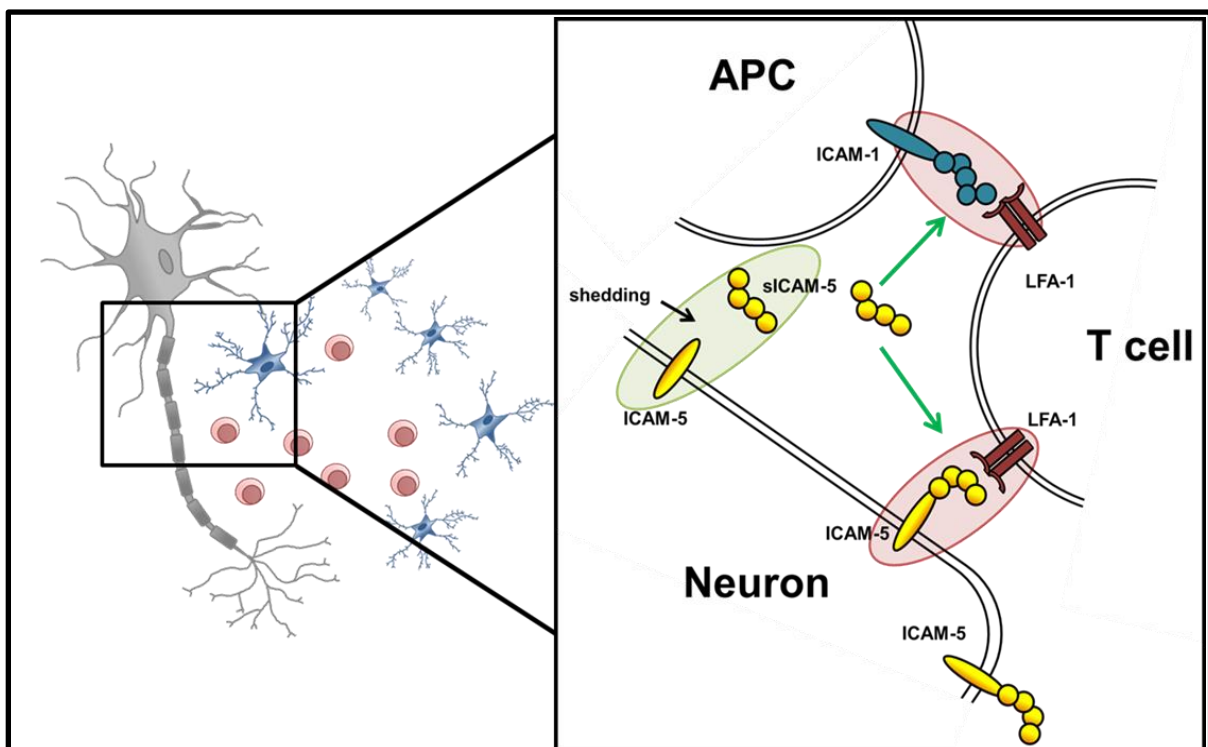 APC
ICAM-1
LFA-1
sICAM-5
shedding
T cell
ICAM-5
LFA-1
ICAM-5
Neuron
ICAM-5